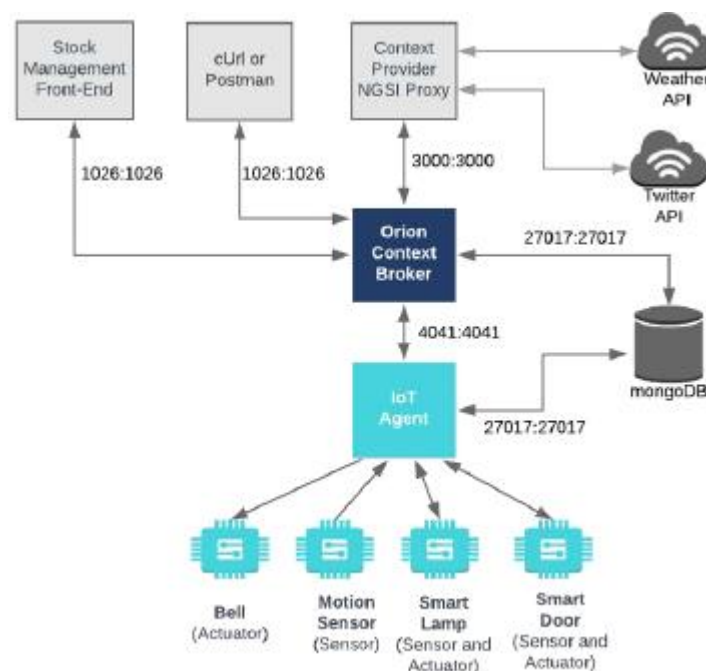 Stock
Management
Front-End
cUrl or
Postman
Context
Provider
NGSI Proxy
Weather
API
1026:1026
1026:1026
3000:3000
Twitter
API
Orion
Context
Broker
27017:27017
4041:4041
mongoDB
IoT
Agent
27017:27017
Bell
(Actuator)
Motion
Sensor
(Sensor)
Smart
Lamp
(Sensor and
Actuator)
Smart
Door
(Sensor and
Actuator)